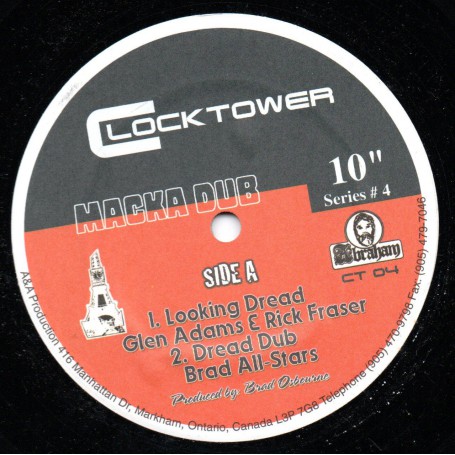 CLOCKTOWER
MACKA DUB
10"
Series # 4
Abraham
CT 04
SIDE A
1. Looking Dread
Glen Adams & Rick Fraser
2. Dread Dub
Brad All-Stars
Produced by: Brad Osbourne
A&A Production 416 Manhattan Dr, Markham, Ontario, Canada L3P 7G8 Telephone (905) 470-9798 Fax: (905) 479-7046